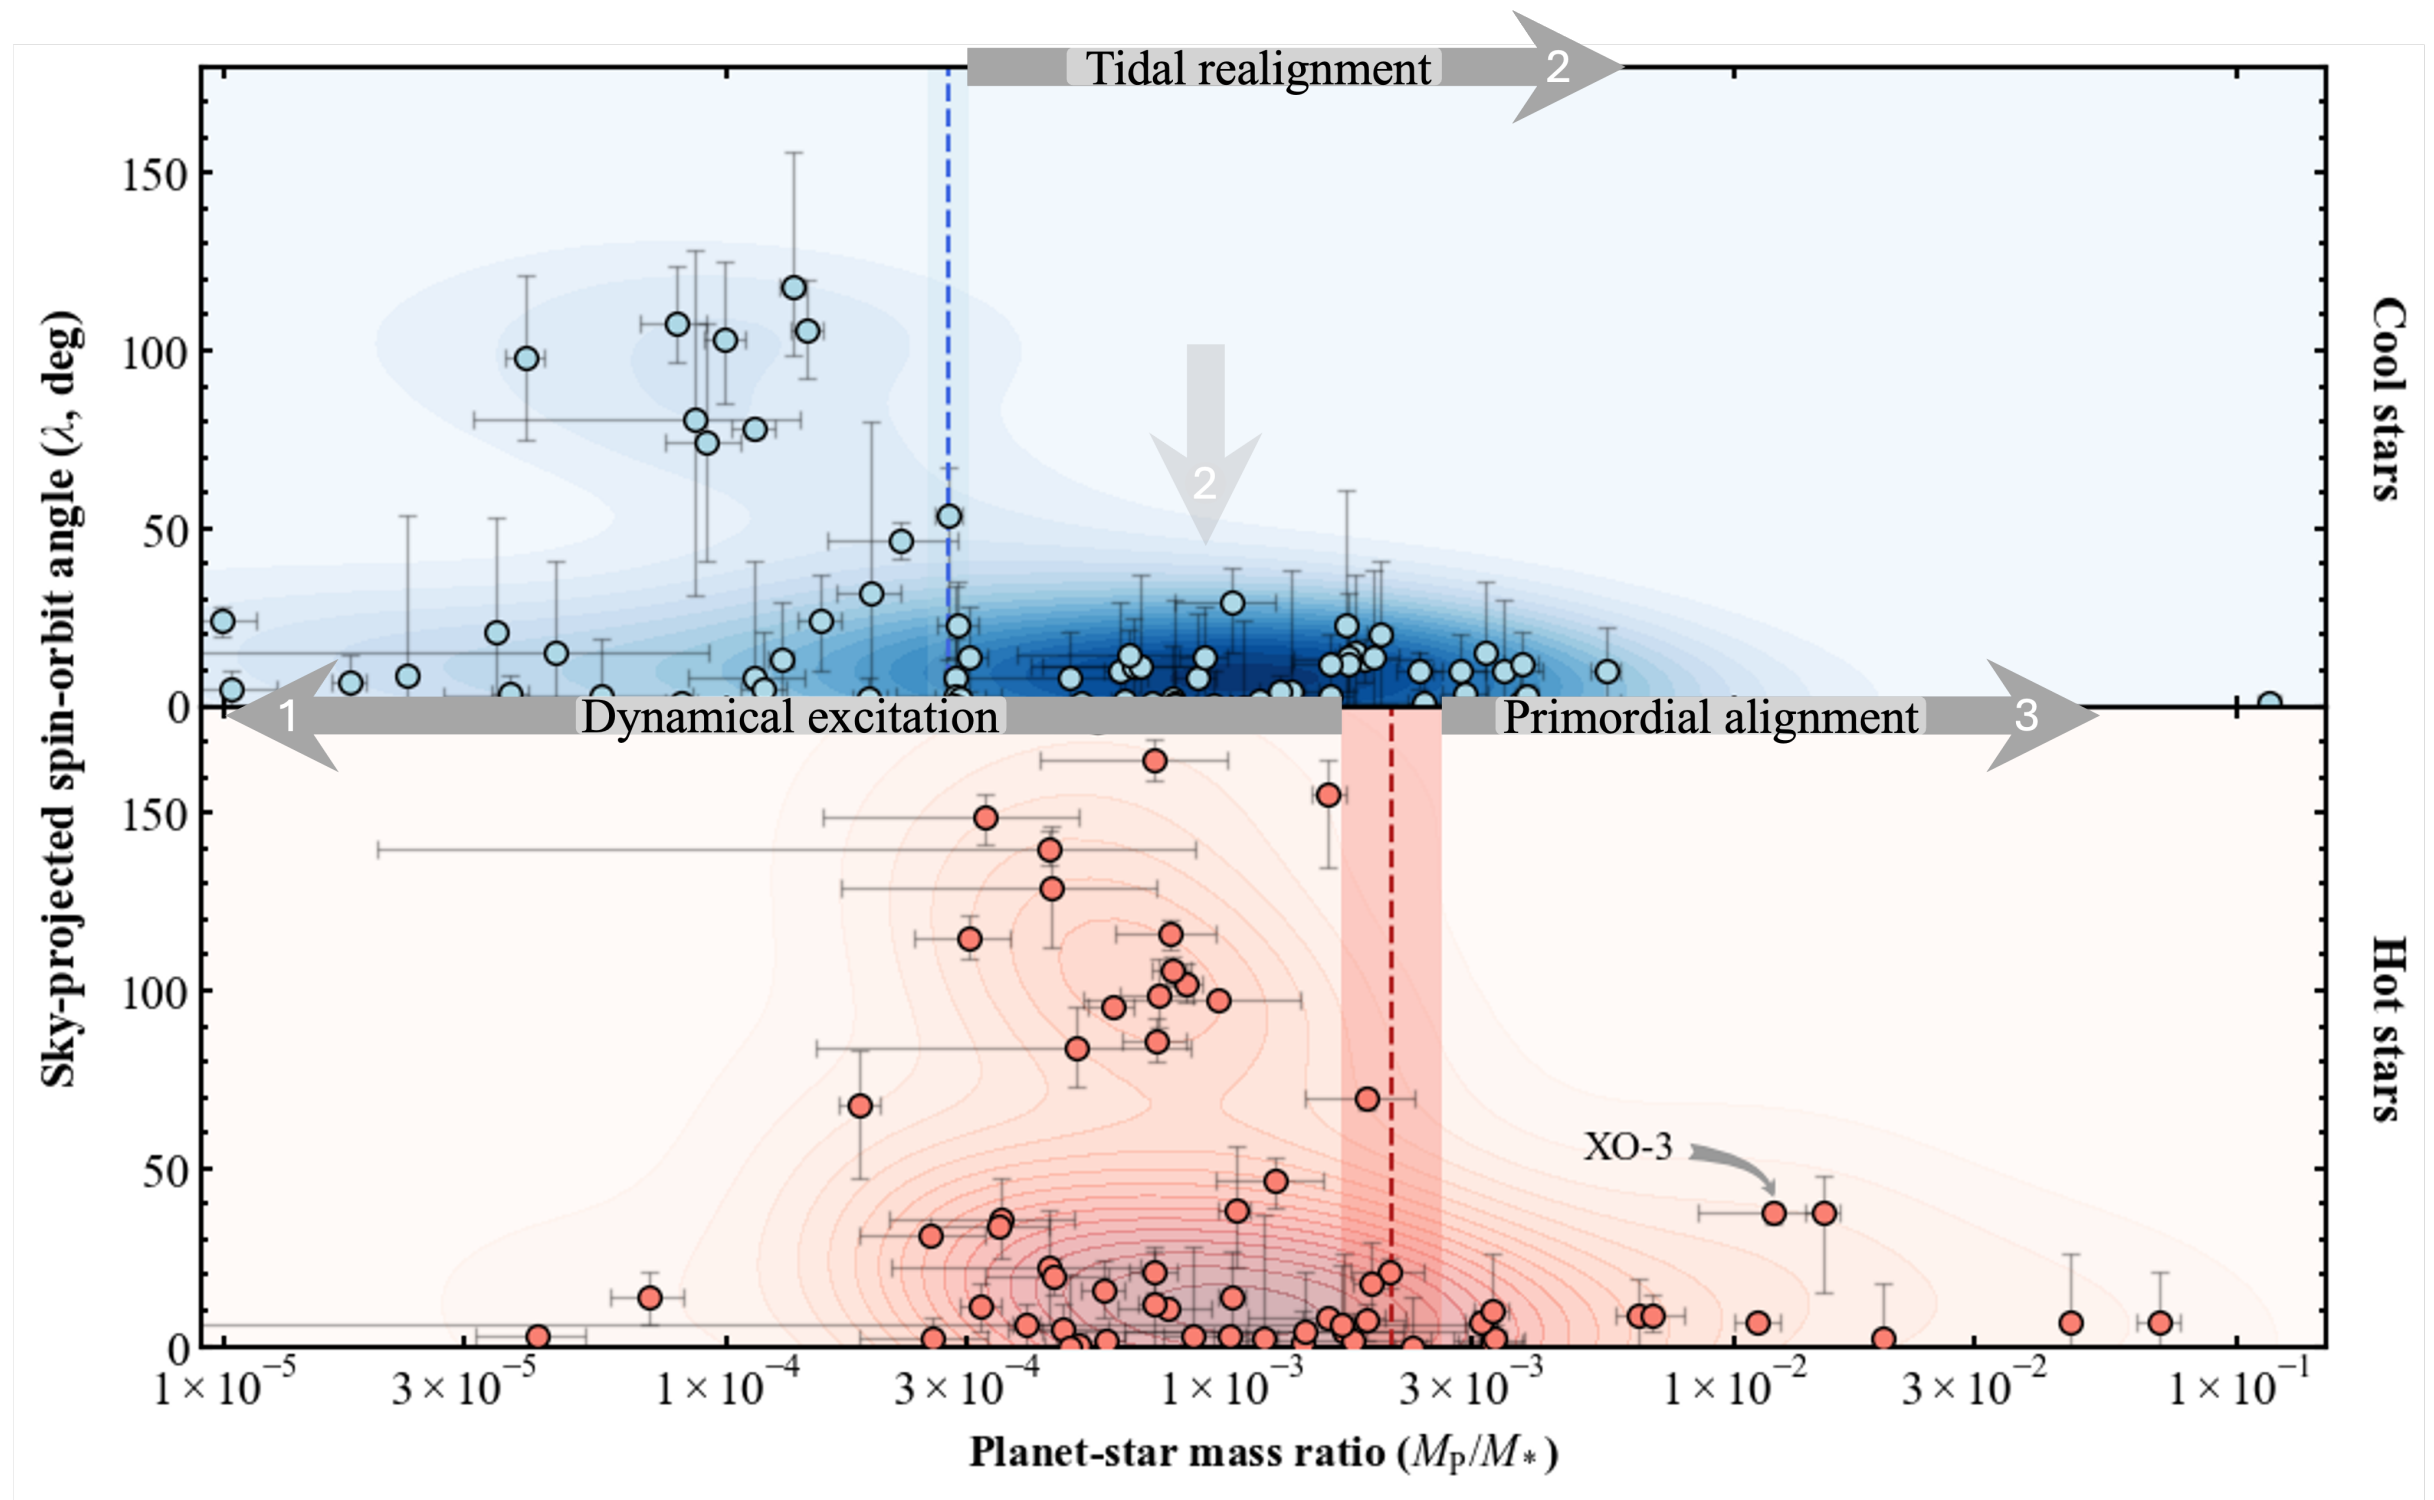 Tidal realignment 2
150
100
50
0
2
Cool stars
Sky-projected spin-orbit angle (λ, deg)
1 Dynamical excitation
Primordial alignment 3
150
100
50
0
XO-3
Hot stars
1×10⁻⁵ 3×10⁻⁵ 1×10⁻⁴ 3×10⁻⁴ 1×10⁻³ 3×10⁻³ 1×10⁻² 3×10⁻² 1×10⁻¹
Planet-star mass ratio (M_P/M_*)